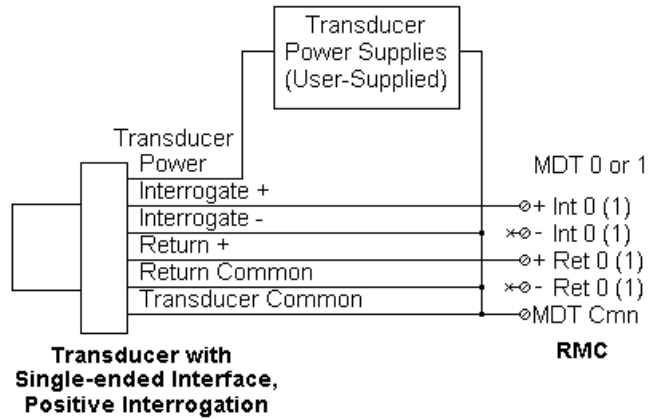 Transducer
Power Supplies
(User-Supplied)
Transducer
Power
MDT 0 or 1
Interrogate +
+ Int 0 (1)
Interrogate -
- Int 0 (1)
Return +
+ Ret 0 (1)
Return Common
- Ret 0 (1)
Transducer Common
MDT Cmn
RMC
Transducer with
Single-ended Interface,
Positive Interrogation